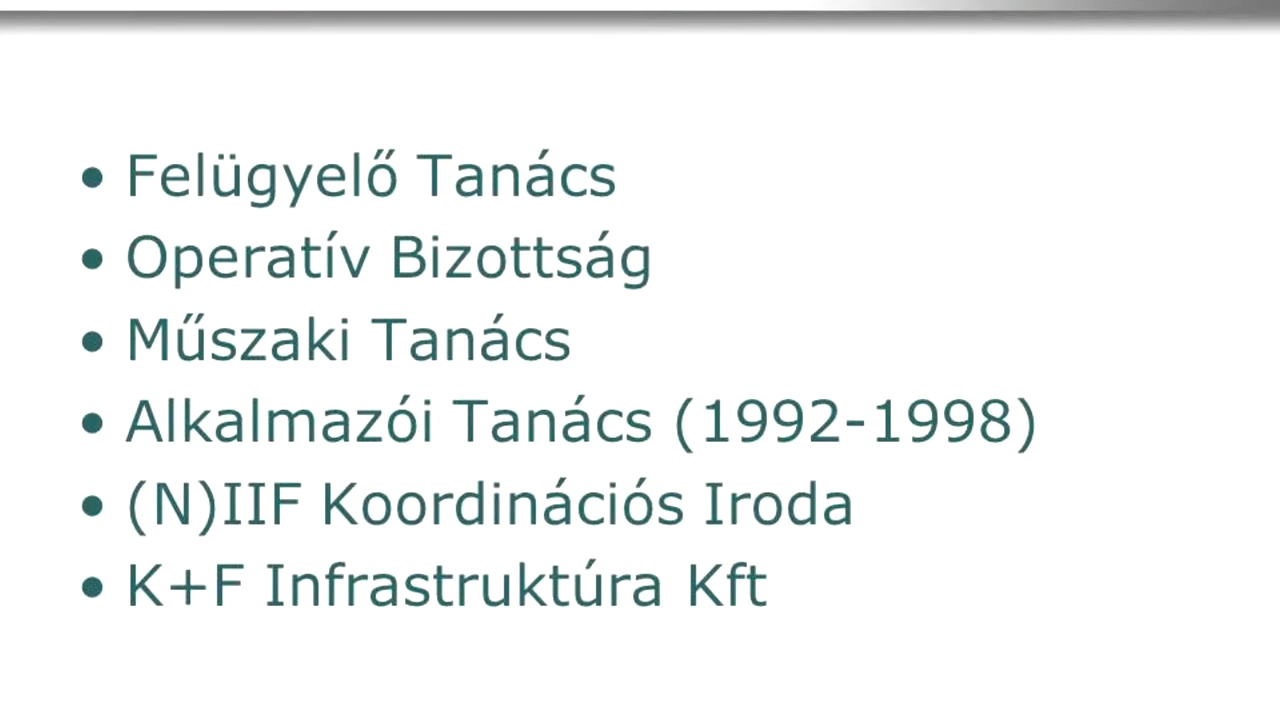 • Felügyelő Tanács
• Operatív Bizottság
• Műszaki Tanács
• Alkalmazói Tanács (1992-1998)
• (N)IIF Koordinációs Iroda
• K+F Infrastruktúra Kft